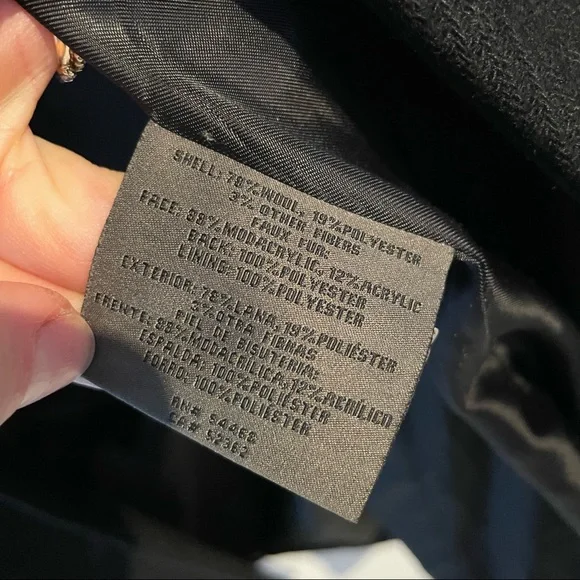 SHELL: 78% WOOL, 19% POLYESTER
3% OTHER FIBERS
FAUX FUR:
FACE: 88% MODACRYLIC, 12% ACRYLIC
BACK: 100% POLYESTER
LINING: 100% POLYESTER
EXTERIOR: 78% LANA, 19% POLIÉSTER
3% OTRA FIBRAS
PIEL DE BISUTERIA:
FRENTE: 88% MODACRÍLICA, 12% ACRÍLICO
ESPALDA: 100% POLIÉSTER
FORRO: 100% POLIÉSTER
RN# 54468
CA# 52362